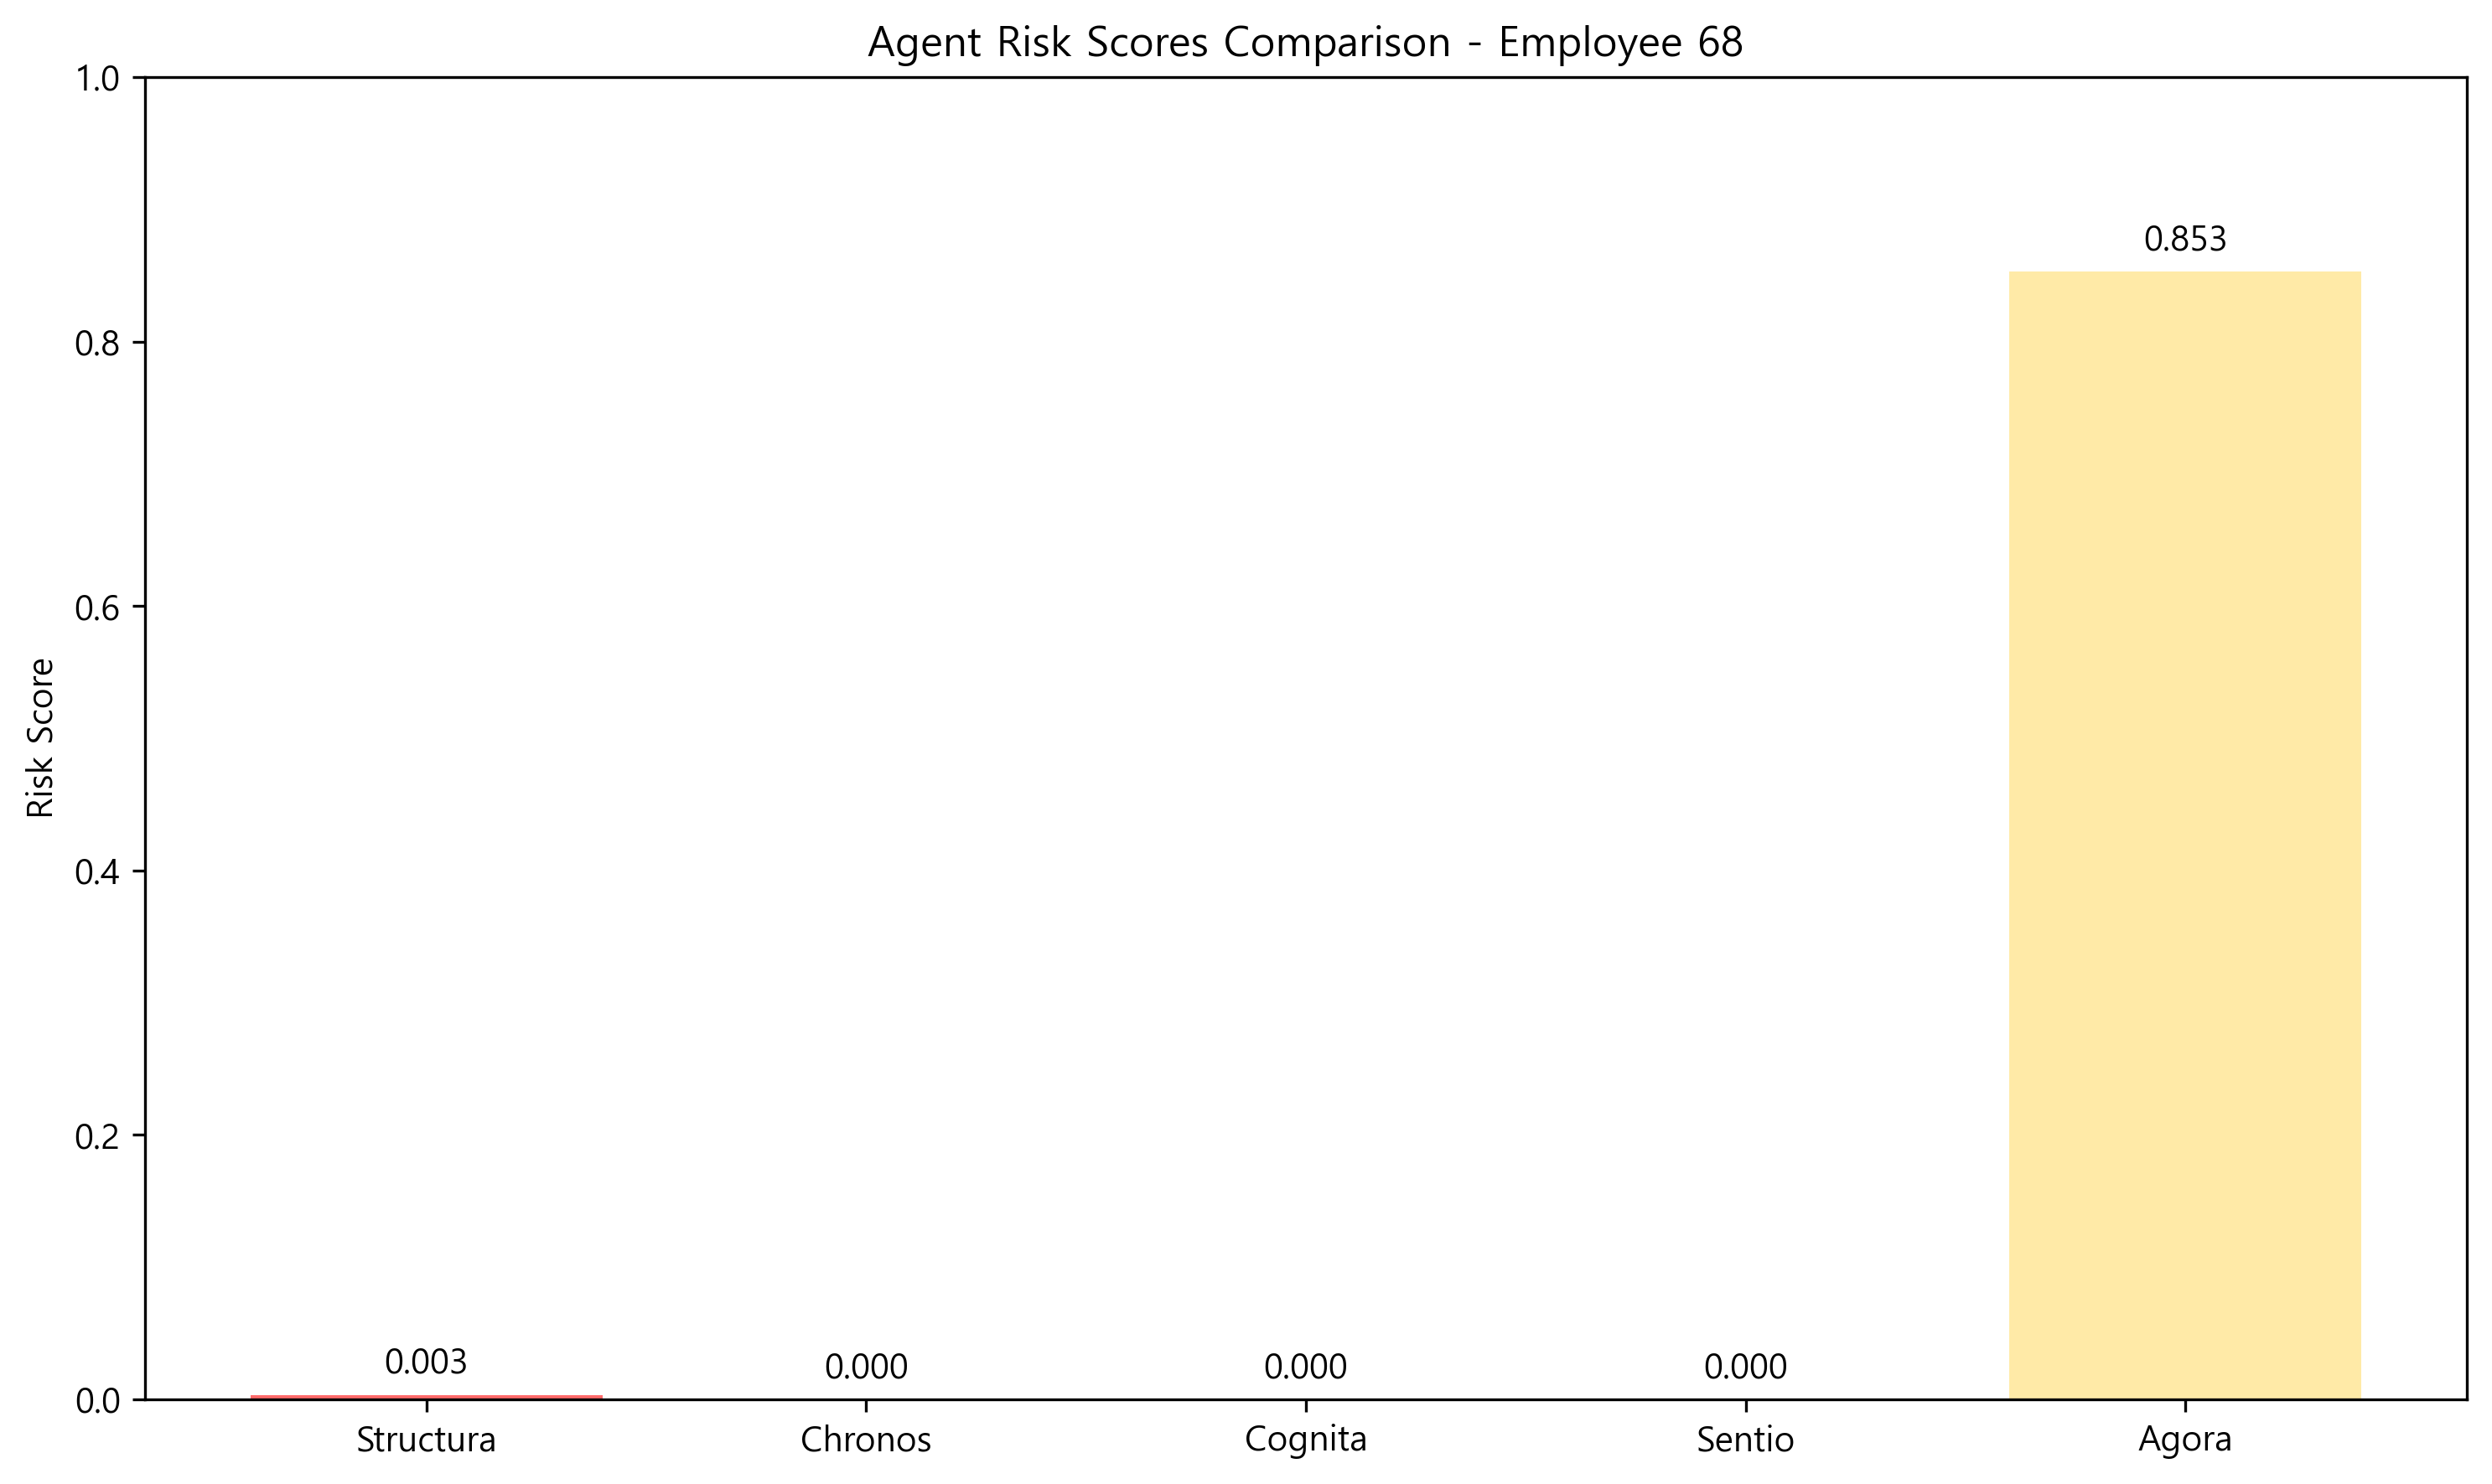 Agent Risk Scores Comparison - Employee 68
1.0
0.8
0.6
0.4
0.2
0.0
Risk Score
0.003
0.000
0.000
0.000
0.853
Structura
Chronos
Cognita
Sentio
Agora